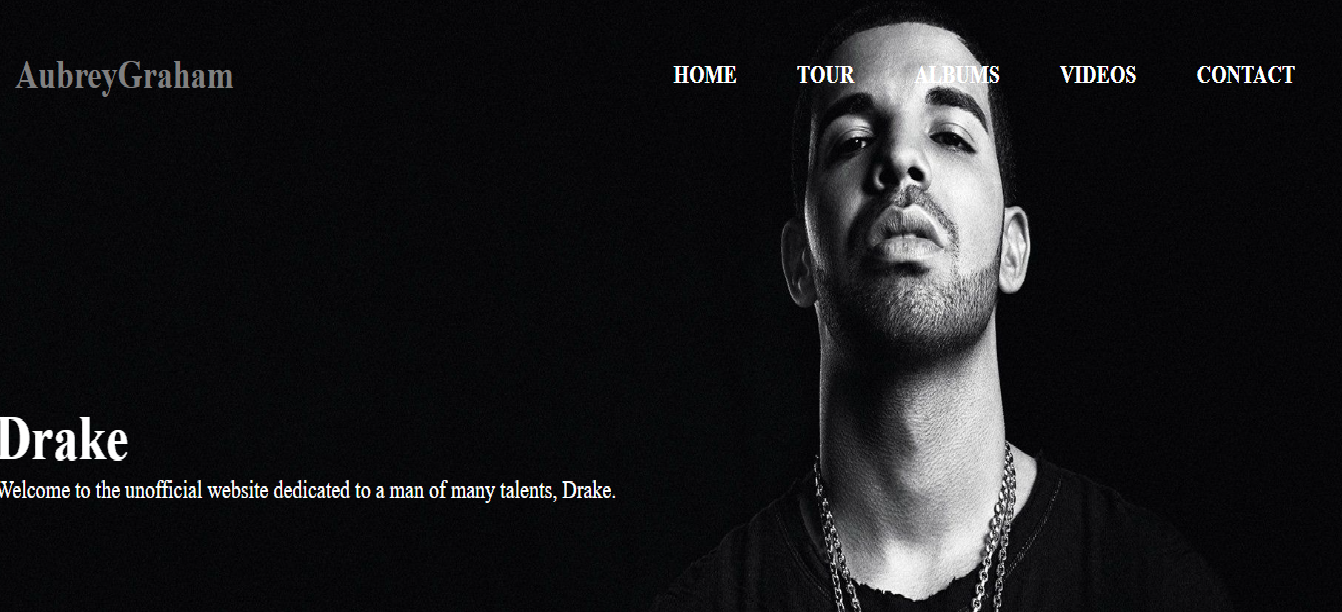 AubreyGraham
HOME TOUR ALBUMS VIDEOS CONTACT
Drake
Welcome to the unofficial website dedicated to a man of many talents, Drake.